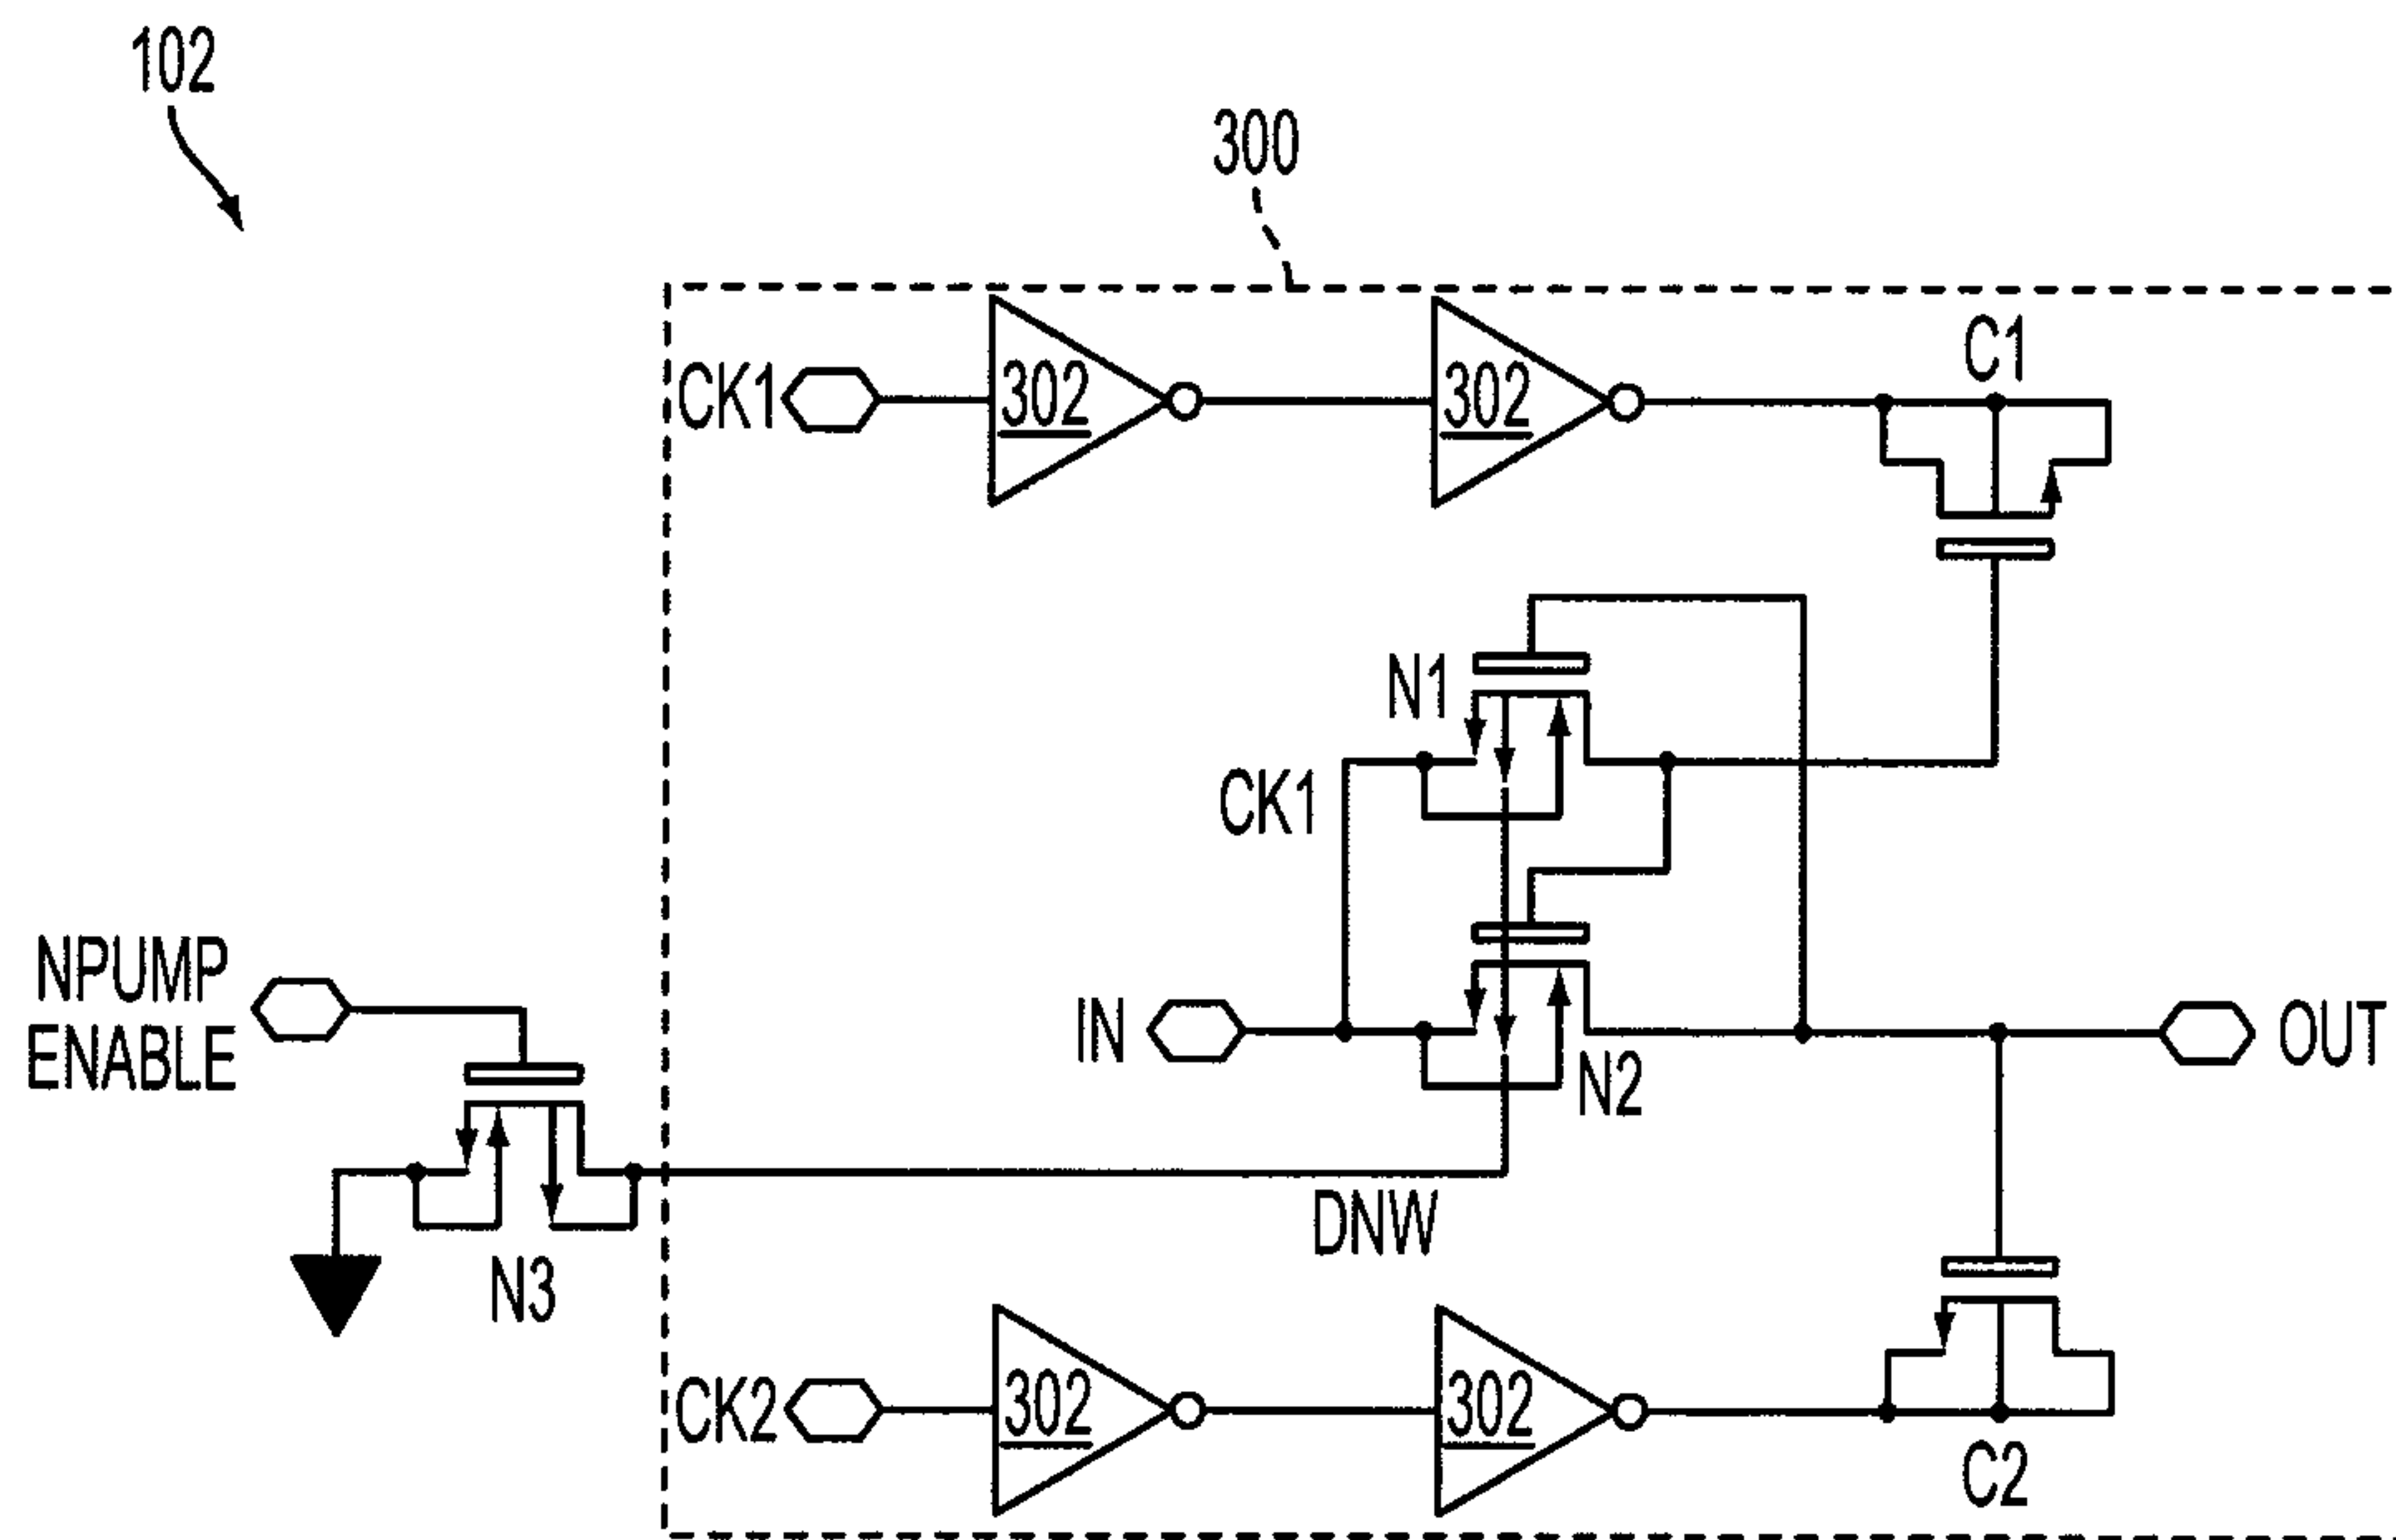 102
300
CK1
302
302
C1
N1
CK1
NPUMP
ENABLE
IN
N2
OUT
DNW
N3
CK2
302
302
C2